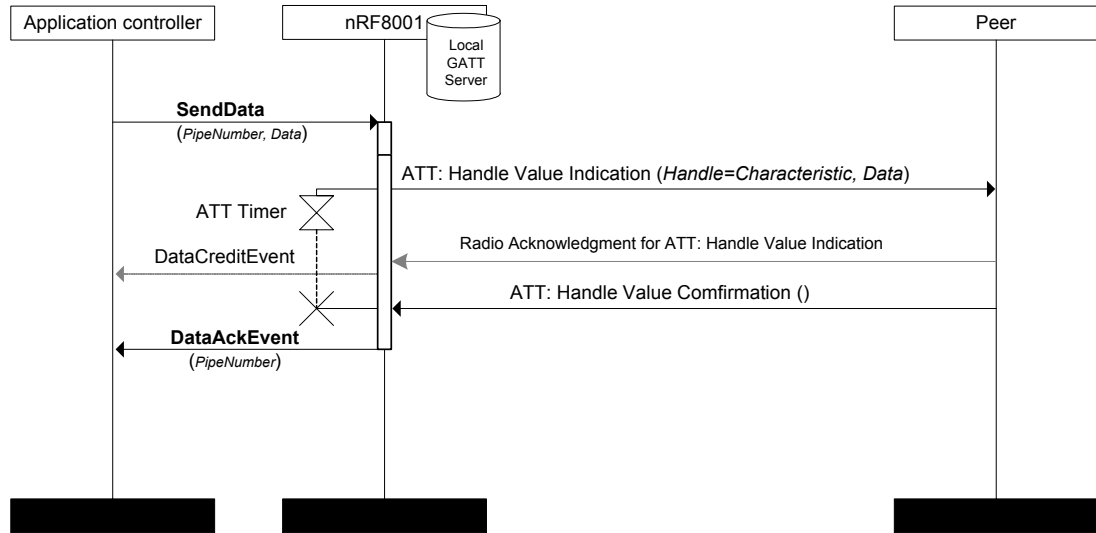 Application controller
nRF8001
Peer
Local
GATT
Server
SendData
(PipeNumber, Data)
ATT: Handle Value Indication (Handle=Characteristic, Data)
ATT Timer
Radio Acknowledgment for ATT: Handle Value Indication
DataCreditEvent
ATT: Handle Value Comfirmation ()
DataAckEvent
(PipeNumber)